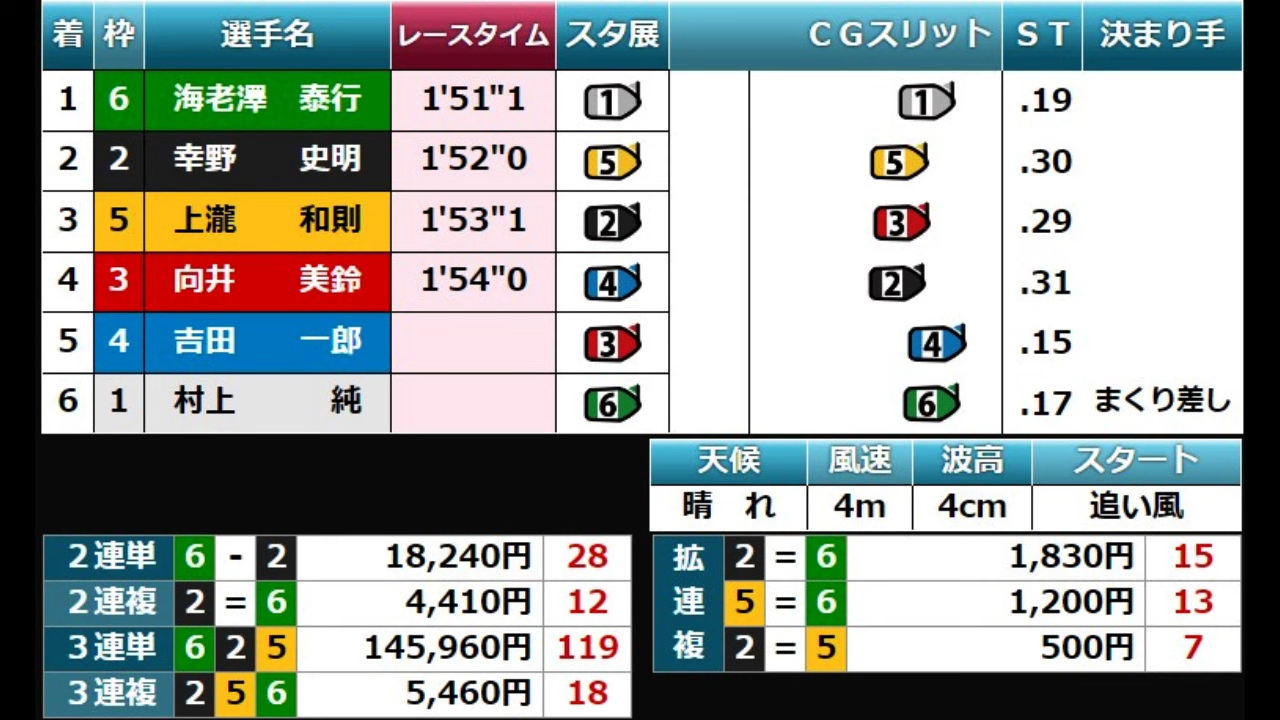 着 枠 選手名 レースタイム スタ展 CGスリット ST 決まり手
1 6 海老澤 泰行 1'51"1 1 1 .19
2 2 幸野 史明 1'52"0 5 5 .30
3 5 上瀧 和則 1'53"1 2 3 .29
4 3 向井 美鈴 1'54"0 4 2 .31
5 4 吉田 一郎 3 4 .15
6 1 村上 純 6 6 .17 まくり差し
天候 風速 波高 スタート
晴れ 4m 4cm 追い風
2連単 6 - 2 18,240円 28
2連複 2 = 6 4,410円 12
3連単 6 2 5 145,960円 119
3連複 2 5 6 5,460円 18
拡 2 = 6 1,830円 15
連 5 = 6 1,200円 13
複 2 = 5 500円 7